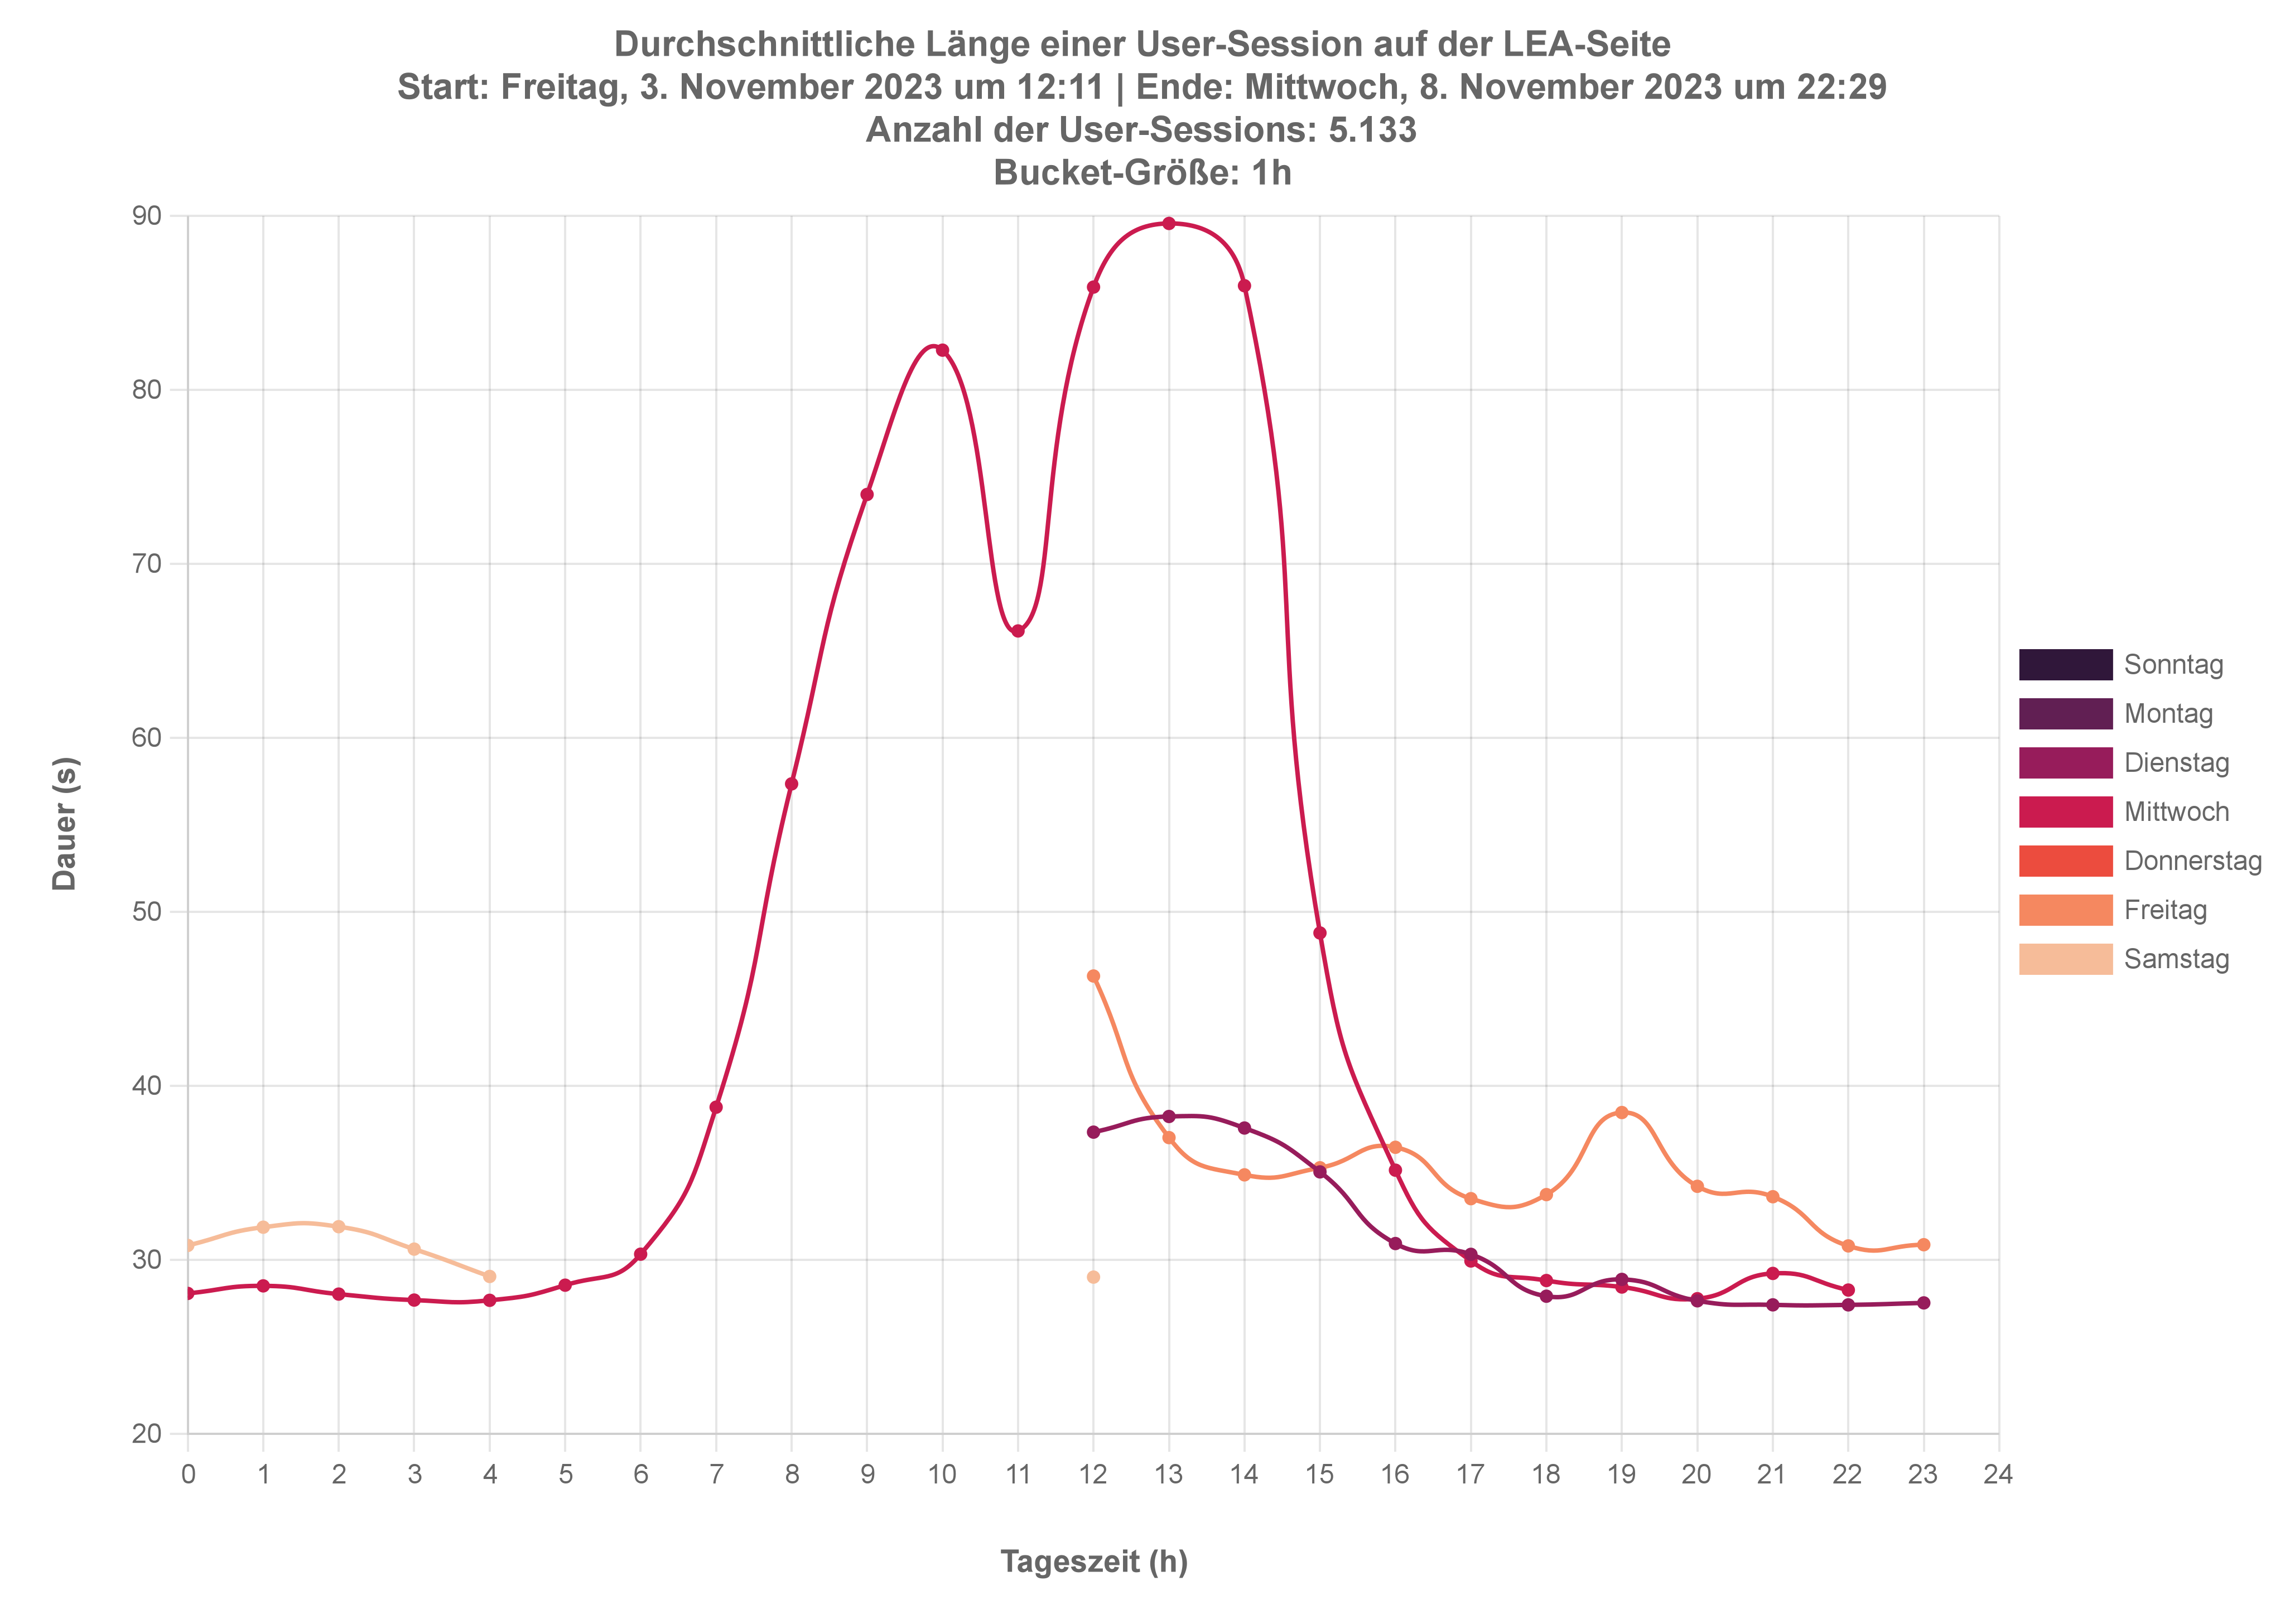 Durchschnittliche Länge einer User-Session auf der LEA-Seite
Start: Freitag, 3. November 2023 um 12:11 | Ende: Mittwoch, 8. November 2023 um 22:29
Anzahl der User-Sessions: 5.133
Bucket-Größe: 1h
90
80
70
60
50
40
30
20
Dauer (s)
0 1 2 3 4 5 6 7 8 9 10 11 12 13 14 15 16 17 18 19 20 21 22 23 24
Tageszeit (h)
Sonntag
Montag
Dienstag
Mittwoch
Donnerstag
Freitag
Samstag